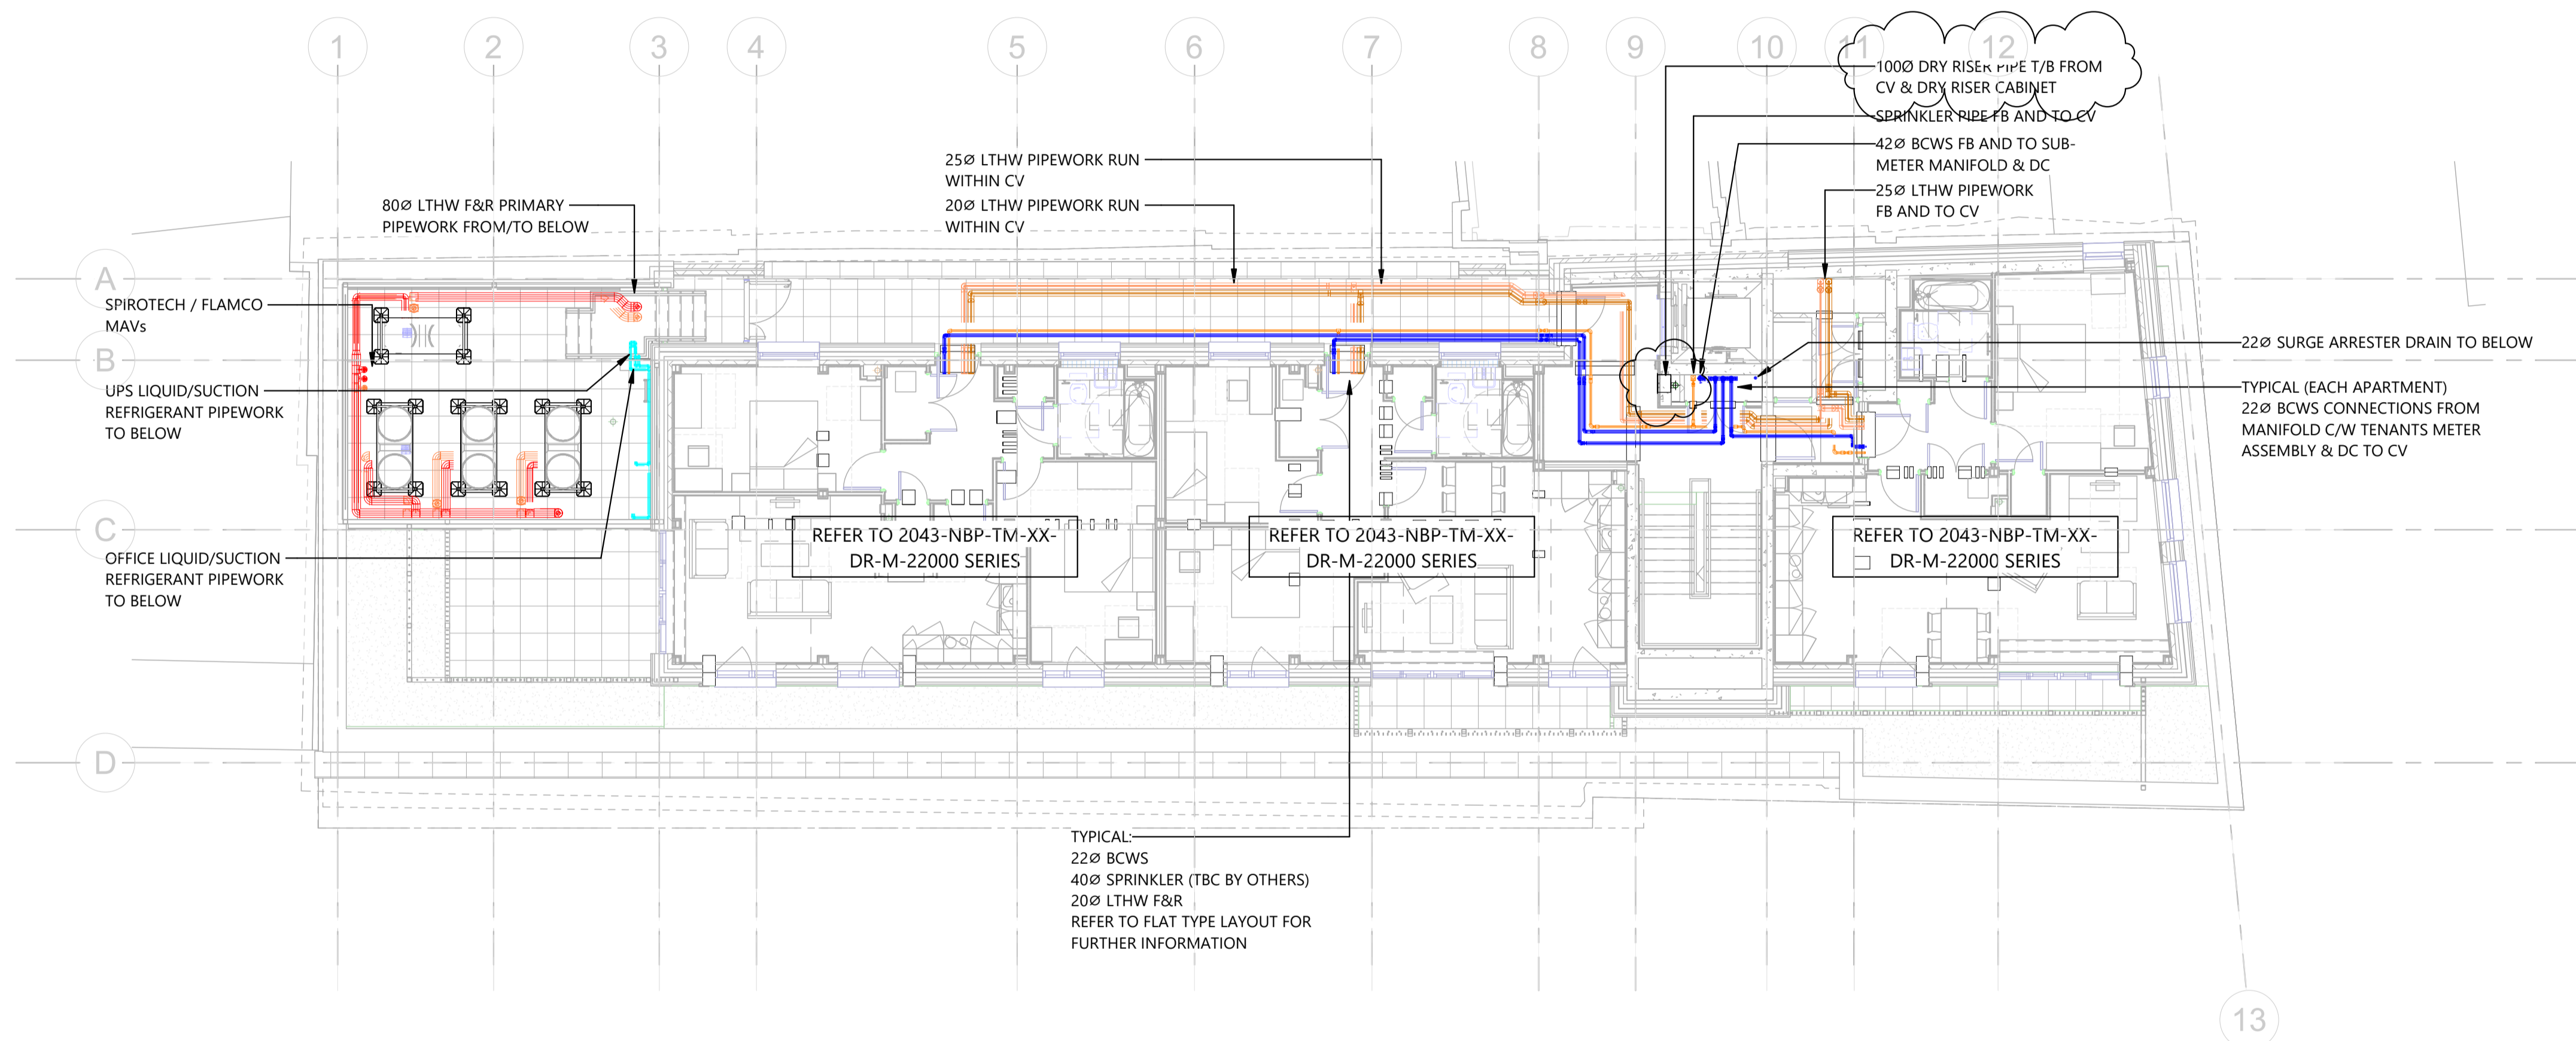 1
2
3
4
5
6
7
8
9
10
11
12
100Ø DRY RISER PIPE T/B FROM
CV & DRY RISER CABINET
SPRINKLER PIPE FB AND TO CV
42Ø BCWS FB AND TO SUB-
METER MANIFOLD & DC
25Ø LTHW PIPEWORK
FB AND TO CV
25Ø LTHW PIPEWORK RUN
WITHIN CV
20Ø LTHW PIPEWORK RUN
WITHIN CV
80Ø LTHW F&R PRIMARY
PIPEWORK FROM/TO BELOW
A
SPIROTECH / FLAMCO
MAVs
B
UPS LIQUID/SUCTION
REFRIGERANT PIPEWORK
TO BELOW
22Ø SURGE ARRESTER DRAIN TO BELOW
TYPICAL (EACH APARTMENT)
22Ø BCWS CONNECTIONS FROM
MANIFOLD C/W TENANTS METER
ASSEMBLY & DC TO CV
C
OFFICE LIQUID/SUCTION
REFRIGERANT PIPEWORK
TO BELOW
REFER TO 2043-NBP-TM-XX-
DR-M-22000 SERIES
REFER TO 2043-NBP-TM-XX-
DR-M-22000 SERIES
REFER TO 2043-NBP-TM-XX-
DR-M-22000 SERIES
D
TYPICAL:
22Ø BCWS
40Ø SPRINKLER (TBC BY OTHERS)
20Ø LTHW F&R
REFER TO FLAT TYPE LAYOUT FOR
FURTHER INFORMATION
13